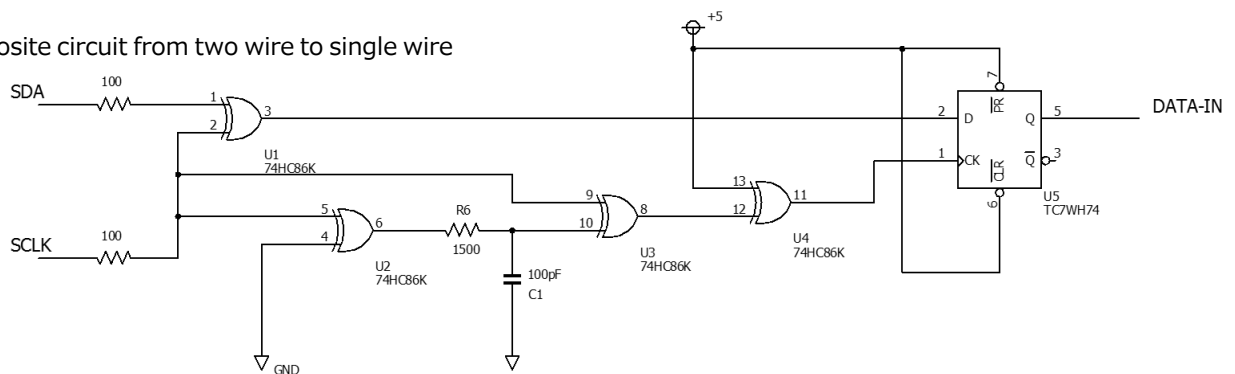 +5
osite circuit from two wire to single wire
SDA
100
1
2
3
U1
74HC86K
SCLK
100
5
4
6
U2
74HC86K
GND
R6
1500
100pF
C1
9
10
8
U3
74HC86K
13
12
11
U4
74HC86K
7
PR
2
D
Q
5
DATA-IN
1
CK
CLR
Q
3
6
U5
TC7WH74